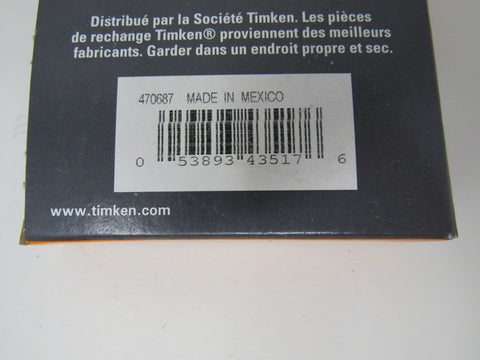 Distribué par la Société Timken. Les pièces
de rechange Timken® proviennent des meilleurs
fabricants. Garder dans un endroit propre et sec.
470687 MADE IN MEXICO
0 53893 43517 6
www.timken.com